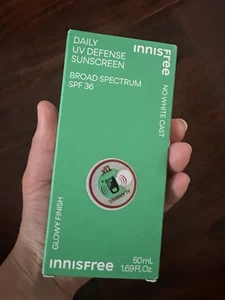 DAILY
UV DEFENSE
SUNSCREEN
BROAD SPECTRUM
SPF 36
INNISFREE
NO WHITE CAST
GLOWY FINISH
INNISFREE
50mL
1.69 Fl.Oz.